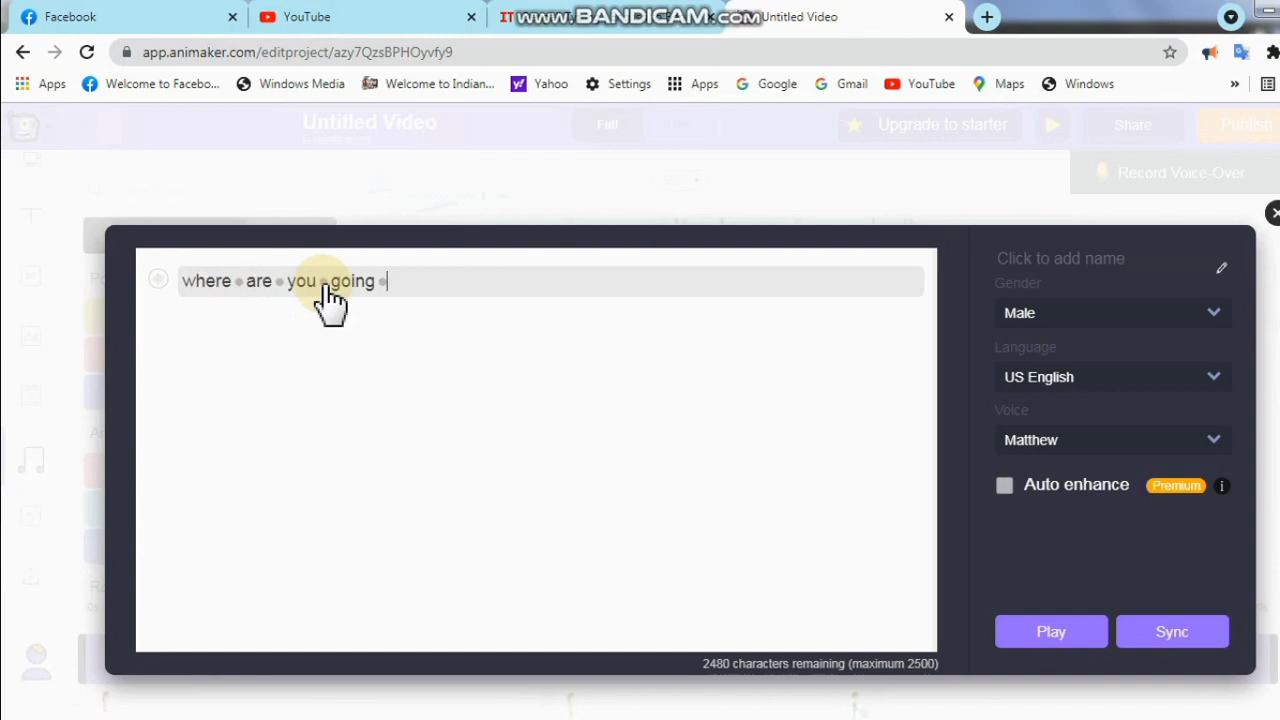 Facebook
YouTube
IT
www.BANDICAM.com
Untitled Video
app.animaker.com/editproject/azy7QzsBPHOyvfy9
Apps
Welcome to Facebo...
Windows Media
Welcome to Indian...
Yahoo
Settings
Apps
Google
Gmail
YouTube
Maps
Windows
»
Untitled Video
Full
Upgrade to starter
Share
Publish
Record Voice-Over
where are you going
Click to add name
Gender
Male
Language
US English
Voice
Matthew
Auto enhance
Premium
i
Play
Sync
2480 characters remaining (maximum 2500)